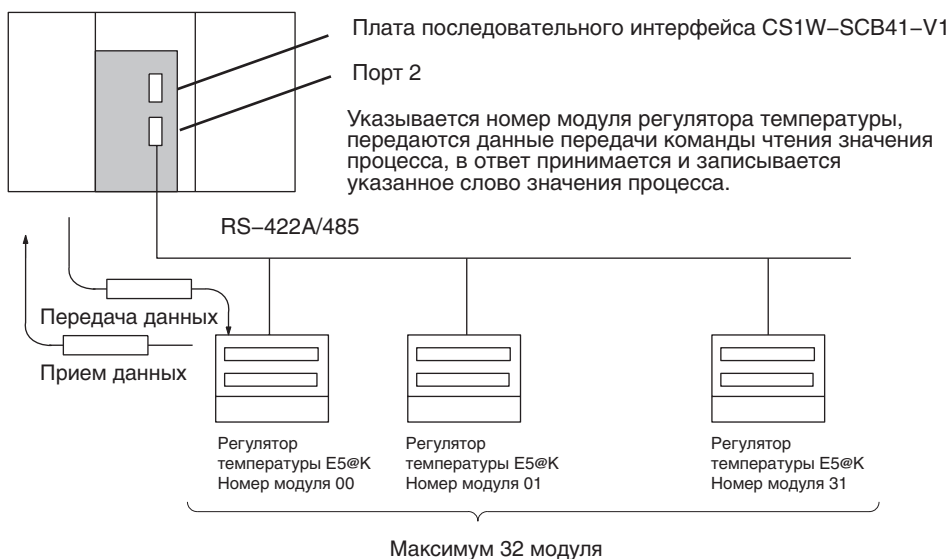 Плата последовательного интерфейса CS1W–SCB41–V1
Порт 2
Указывается номер модуля регулятора температуры,
передаются данные передачи команды чтения значения
процесса, в ответ принимается и записывается
указанное слово значения процесса.
RS–422A/485
Передача данных
Прием данных
Регулятор
температуры E5@K
Номер модуля 00
Регулятор
температуры E5@K
Номер модуля 01
Регулятор
температуры E5@K
Номер модуля 31
Максимум 32 модуля